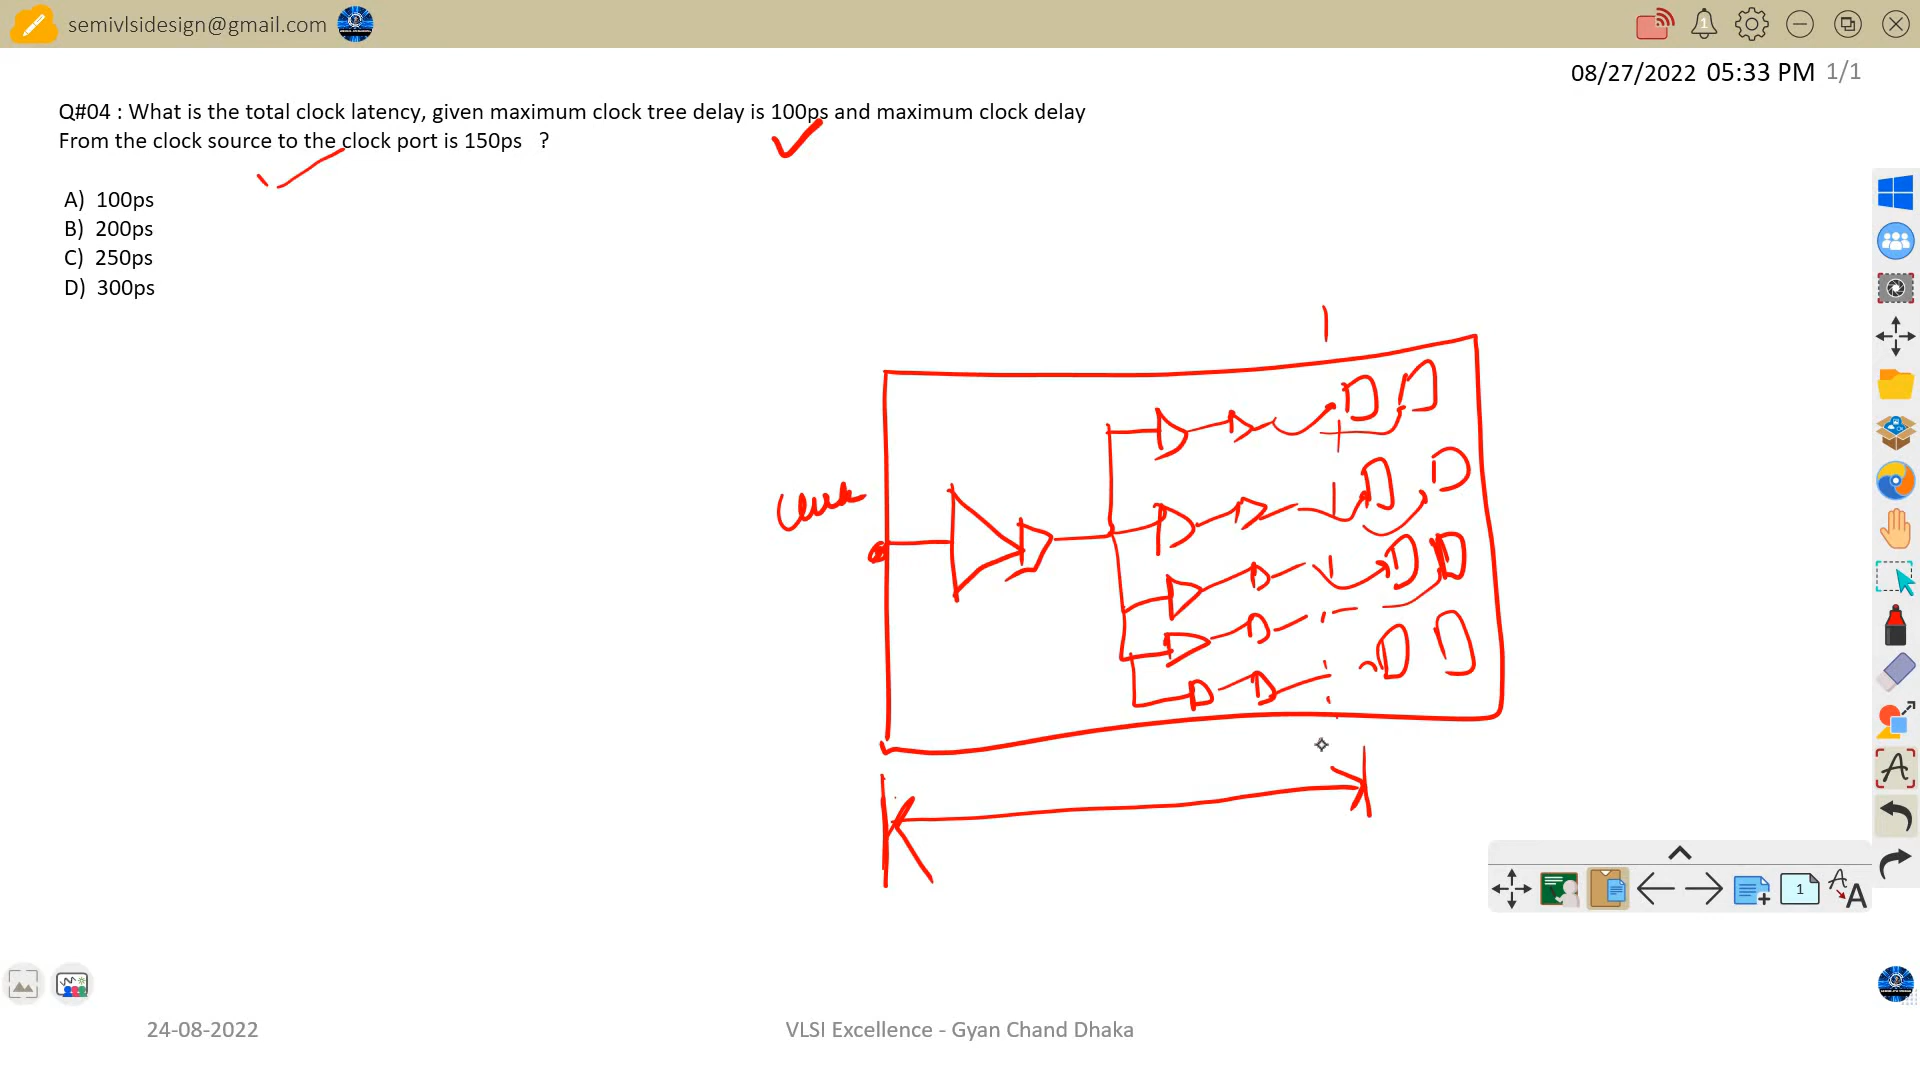 semivlsidesign@gmail.com
08/27/2022 05:33 PM 1/1
Q#04 : What is the total clock latency, given maximum clock tree delay is 100ps and maximum clock delay
From the clock source to the clock port is 150ps ?
A) 100ps
B) 200ps
C) 250ps
D) 300ps
Clock
1
24-08-2022
VLSI Excellence - Gyan Chand Dhaka